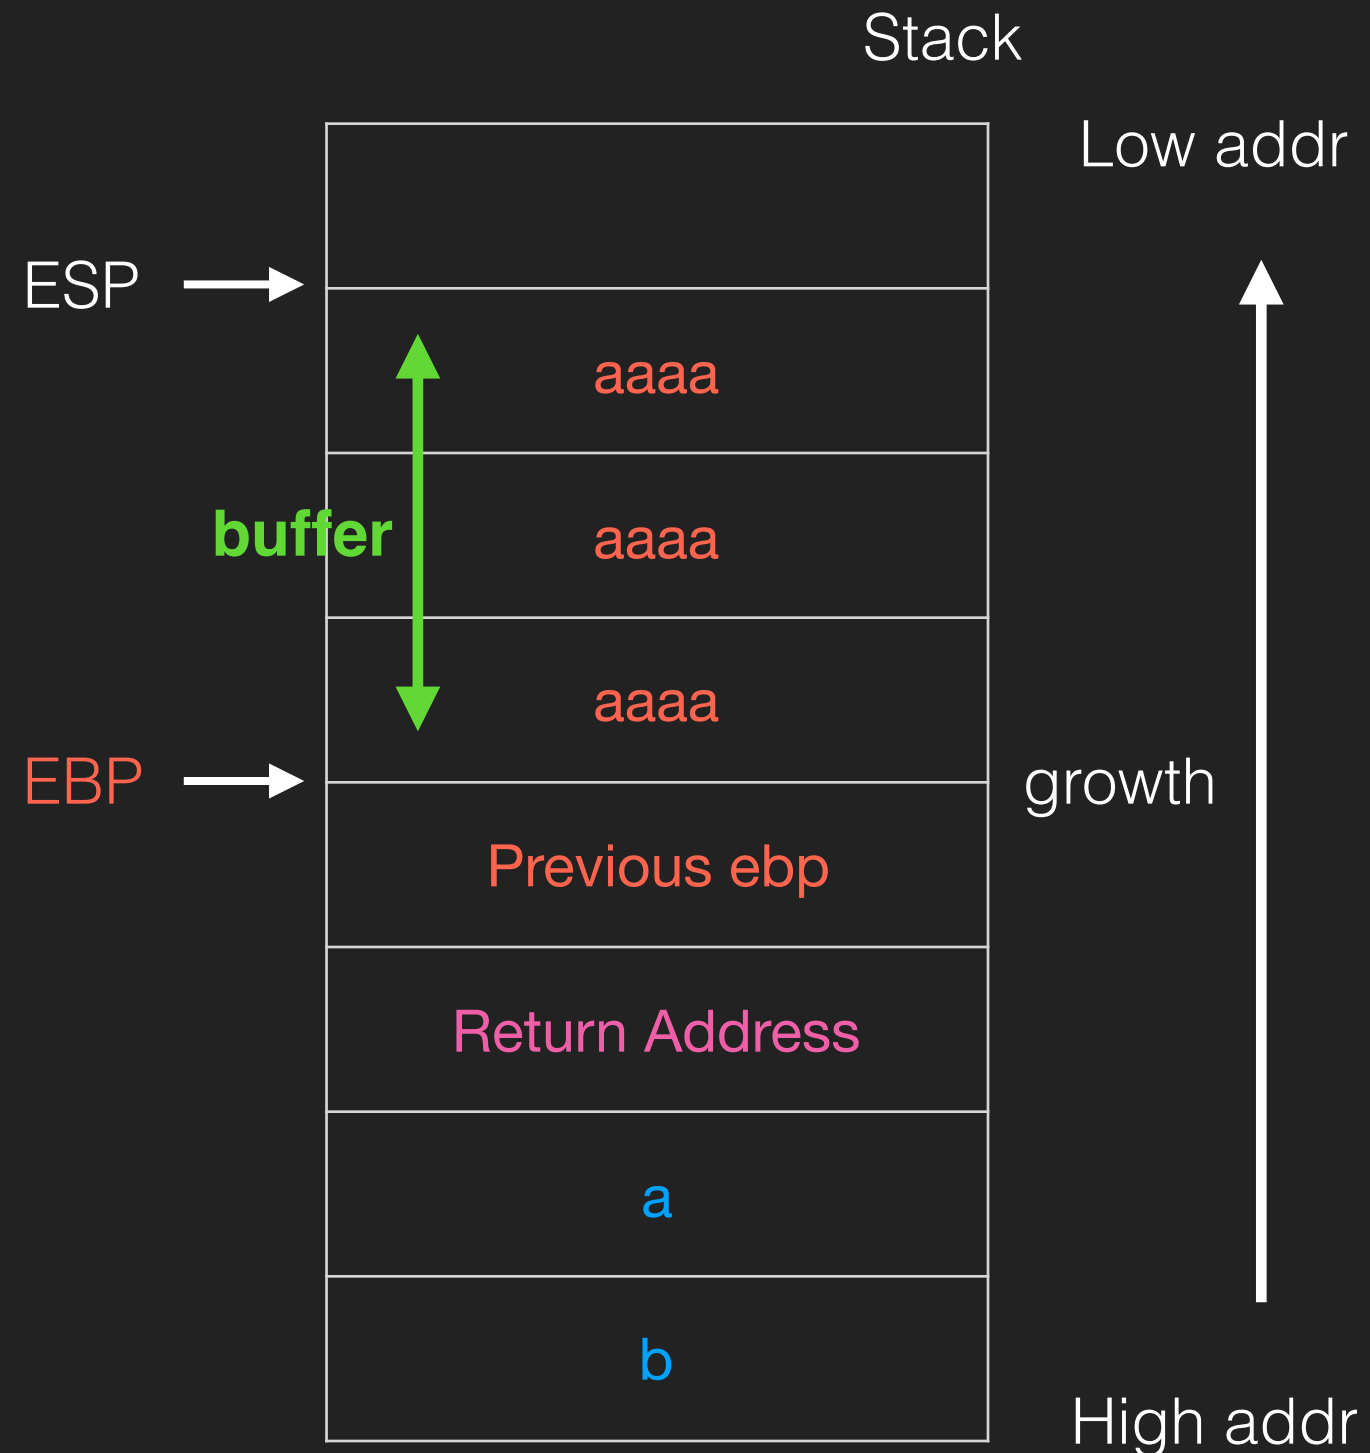 Stack
Low addr
ESP
aaaa
buffer
aaaa
aaaa
EBP
growth
Previous ebp
Return Address
a
b
High addr